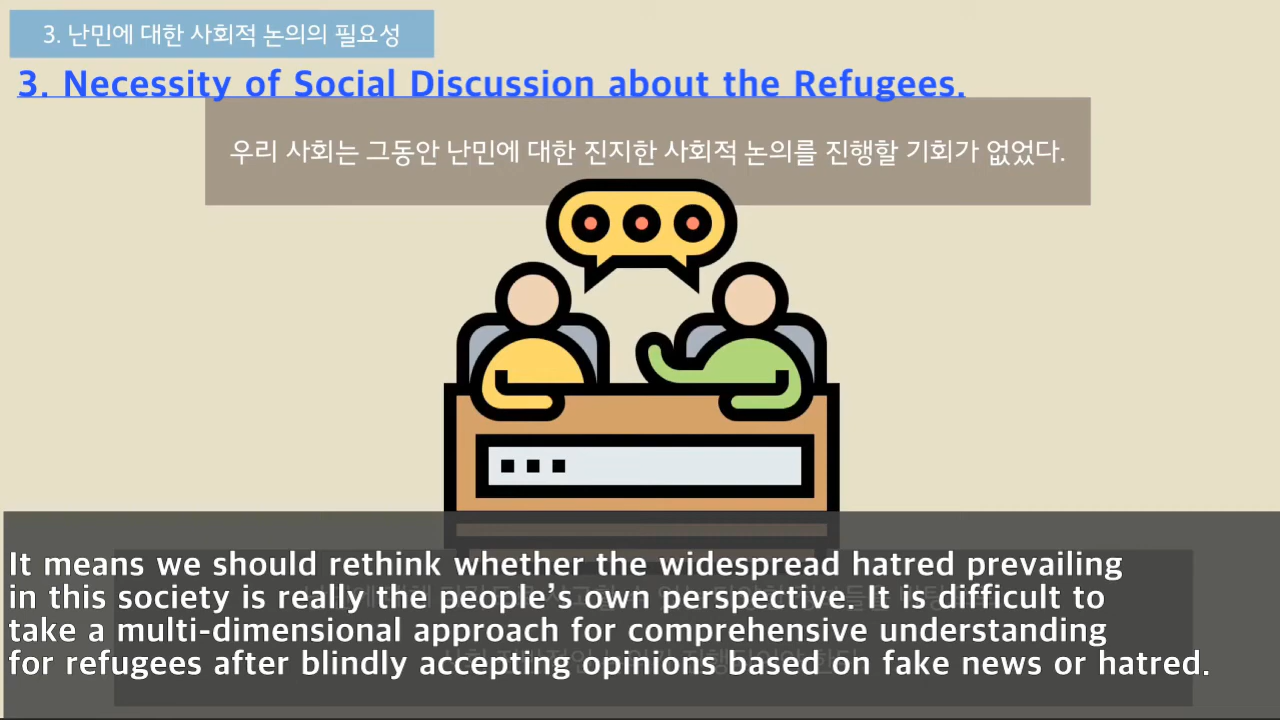 3. 난민에 대한 사회적 논의의 필요성
3. Necessity of Social Discussion about the Refugees.
우리 사회는 그동안 난민에 대한 진지한 사회적 논의를 진행할 기회가 없었다.
It means we should rethink whether the widespread hatred prevailing
in this society is really the people's own perspective. It is difficult to
take a multi-dimensional approach for comprehensive understanding
for refugees after blindly accepting opinions based on fake news or hatred.